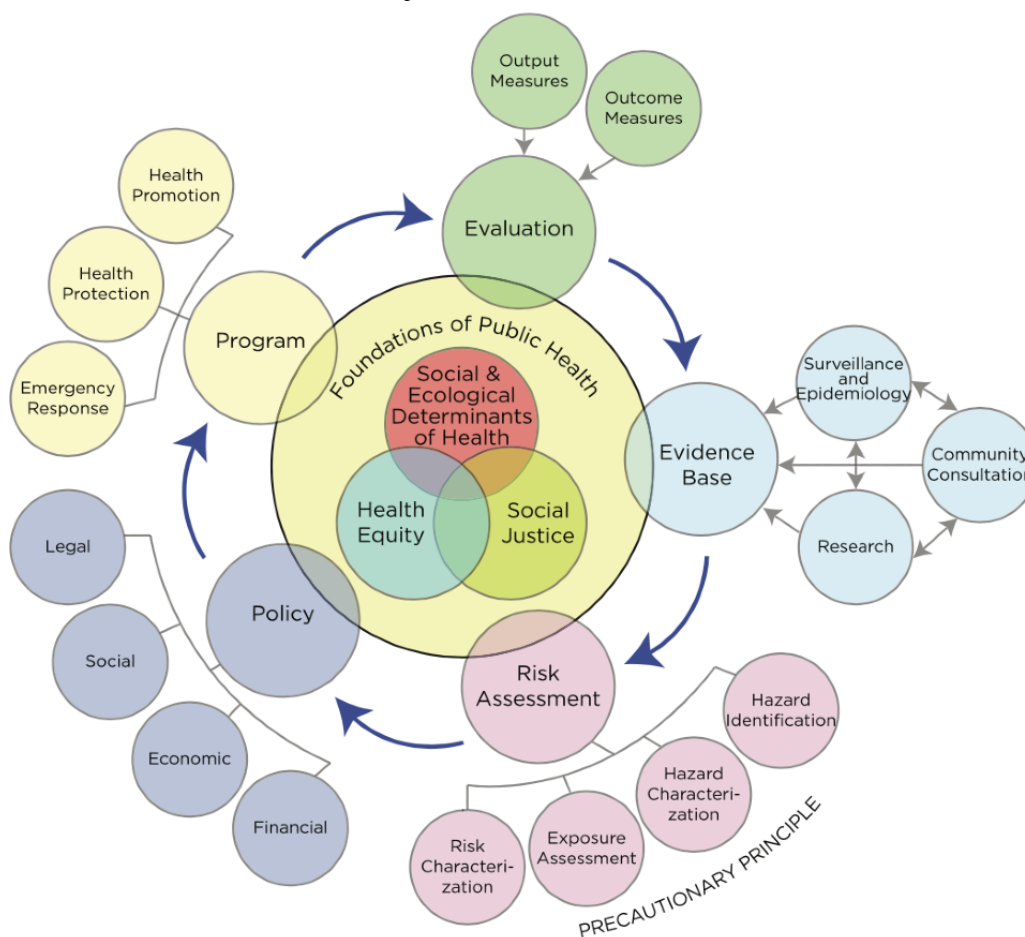 Output
Measures
Outcome
Measures
Evaluation
Health
Promotion
Health
Protection
Emergency
Response
Program
Foundations of Public Health
Social &
Ecological
Determinants
of Health
Health
Equity
Social
Justice
Evidence
Base
Surveillance
and
Epidemiology
Community
Consultation
Research
Legal
Social
Economic
Financial
Policy
Risk
Assessment
Hazard
Identification
Hazard
Characteri-
zation
Exposure
Assessment
Risk
Characteri-
zation
PRECAUTIONARY PRINCIPLE